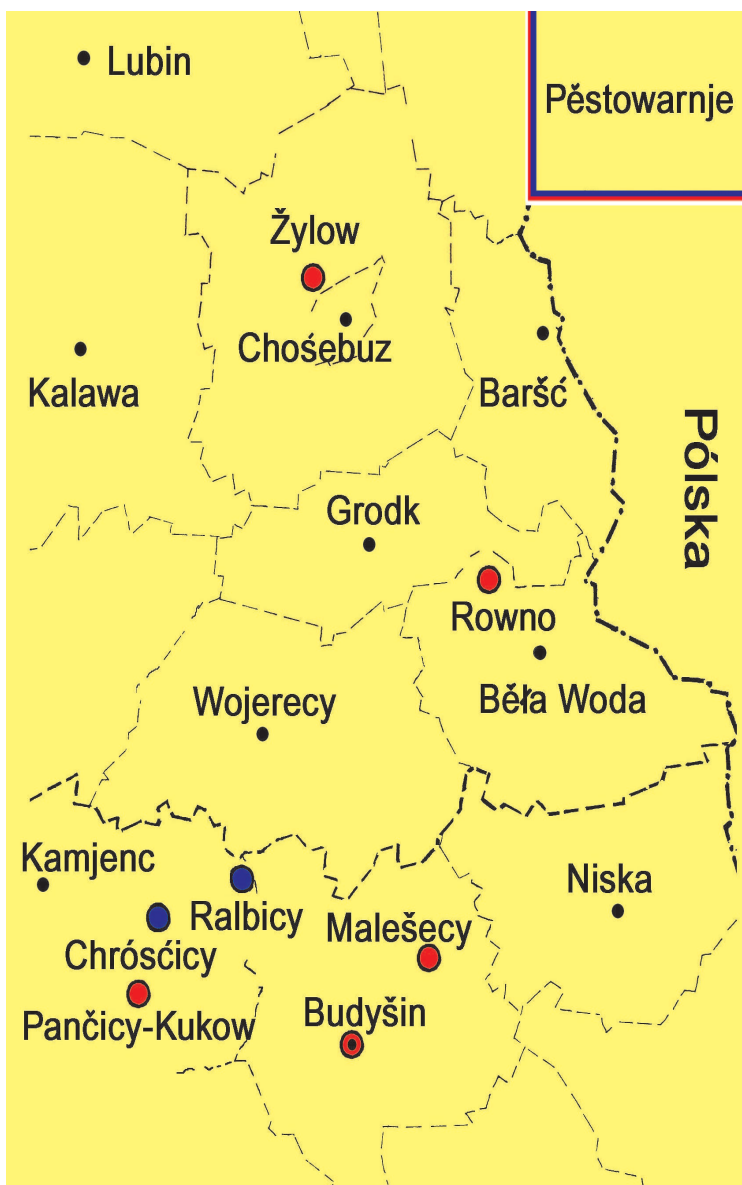 Lubin
Pěstowarnje
Žylow
Chośebuz
Kalawa
Baršć
Pólska
Grodk
Rowno
Běła Woda
Wojerecy
Kamjenc
Niska
Ralbicy
Malešecy
Chrósćicy
Pančicy-Kukow
Budyšin